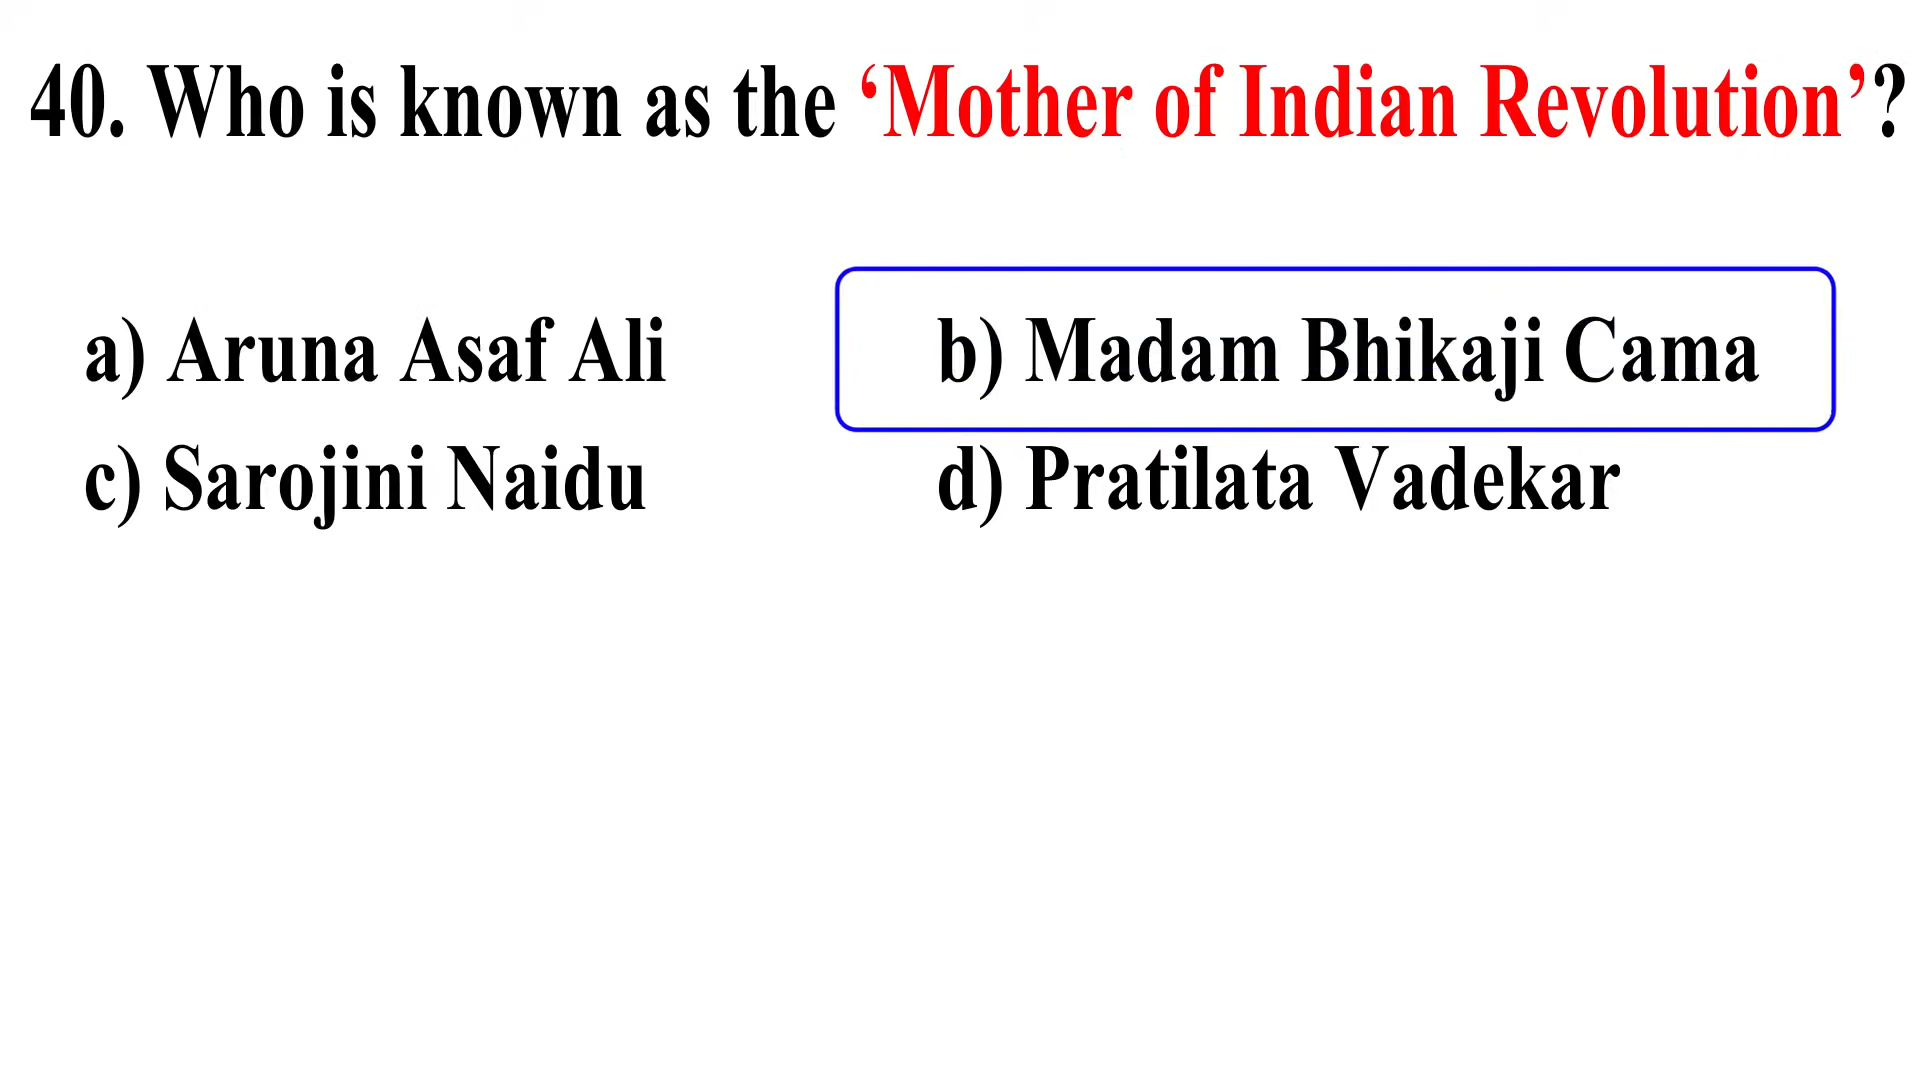 40. Who is known as the ‘Mother of Indian Revolution’?
a) Aruna Asaf Ali
b) Madam Bhikaji Cama
c) Sarojini Naidu
d) Pratilata Vadekar